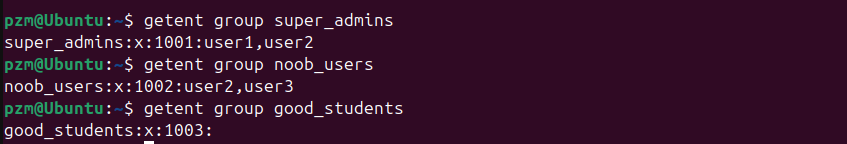 pzm@Ubuntu:~$ getent group super_admins
super_admins:x:1001:user1,user2
pzm@Ubuntu:~$ getent group noob_users
noob_users:x:1002:user2,user3
pzm@Ubuntu:~$ getent group good_students
good_students:x:1003: